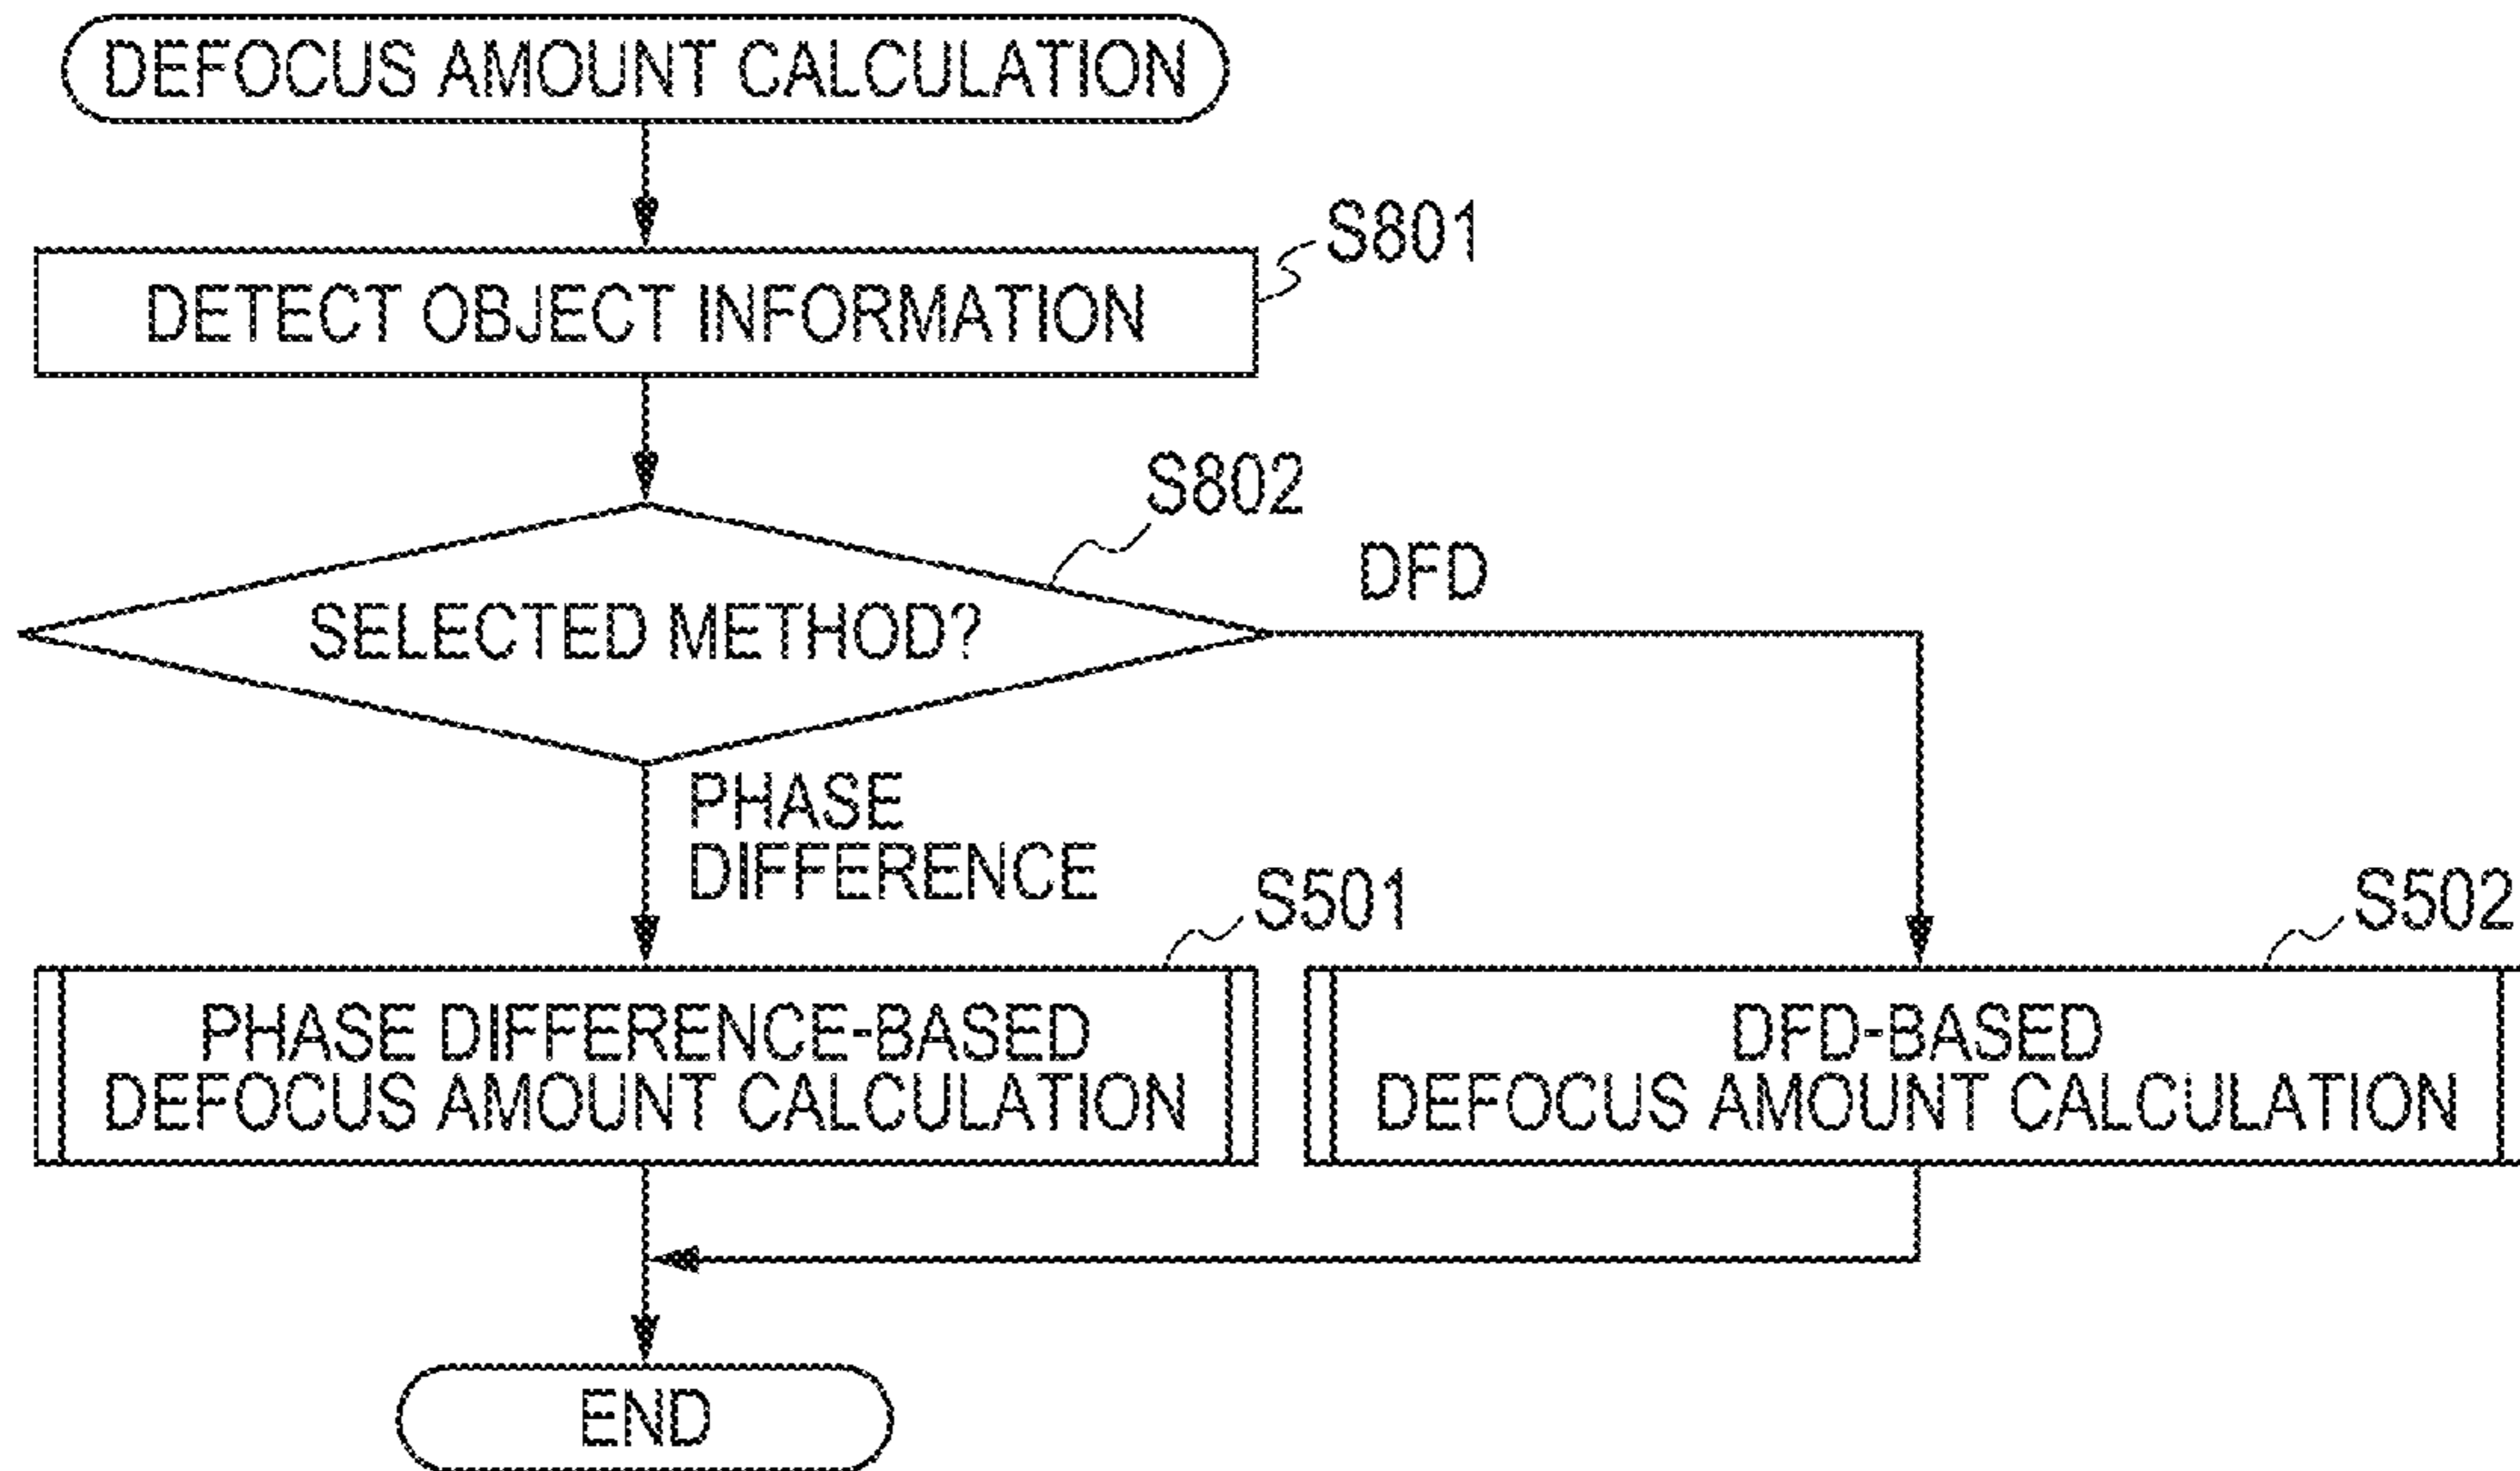 DEFOCUS AMOUNT CALCULATION
S801
DETECT OBJECT INFORMATION
S802
DFD
SELECTED METHOD?
PHASE
DIFFERENCE
S501
S502
PHASE DIFFERENCE-BASED
DEFOCUS AMOUNT CALCULATION
DFD-BASED
DEFOCUS AMOUNT CALCULATION
END